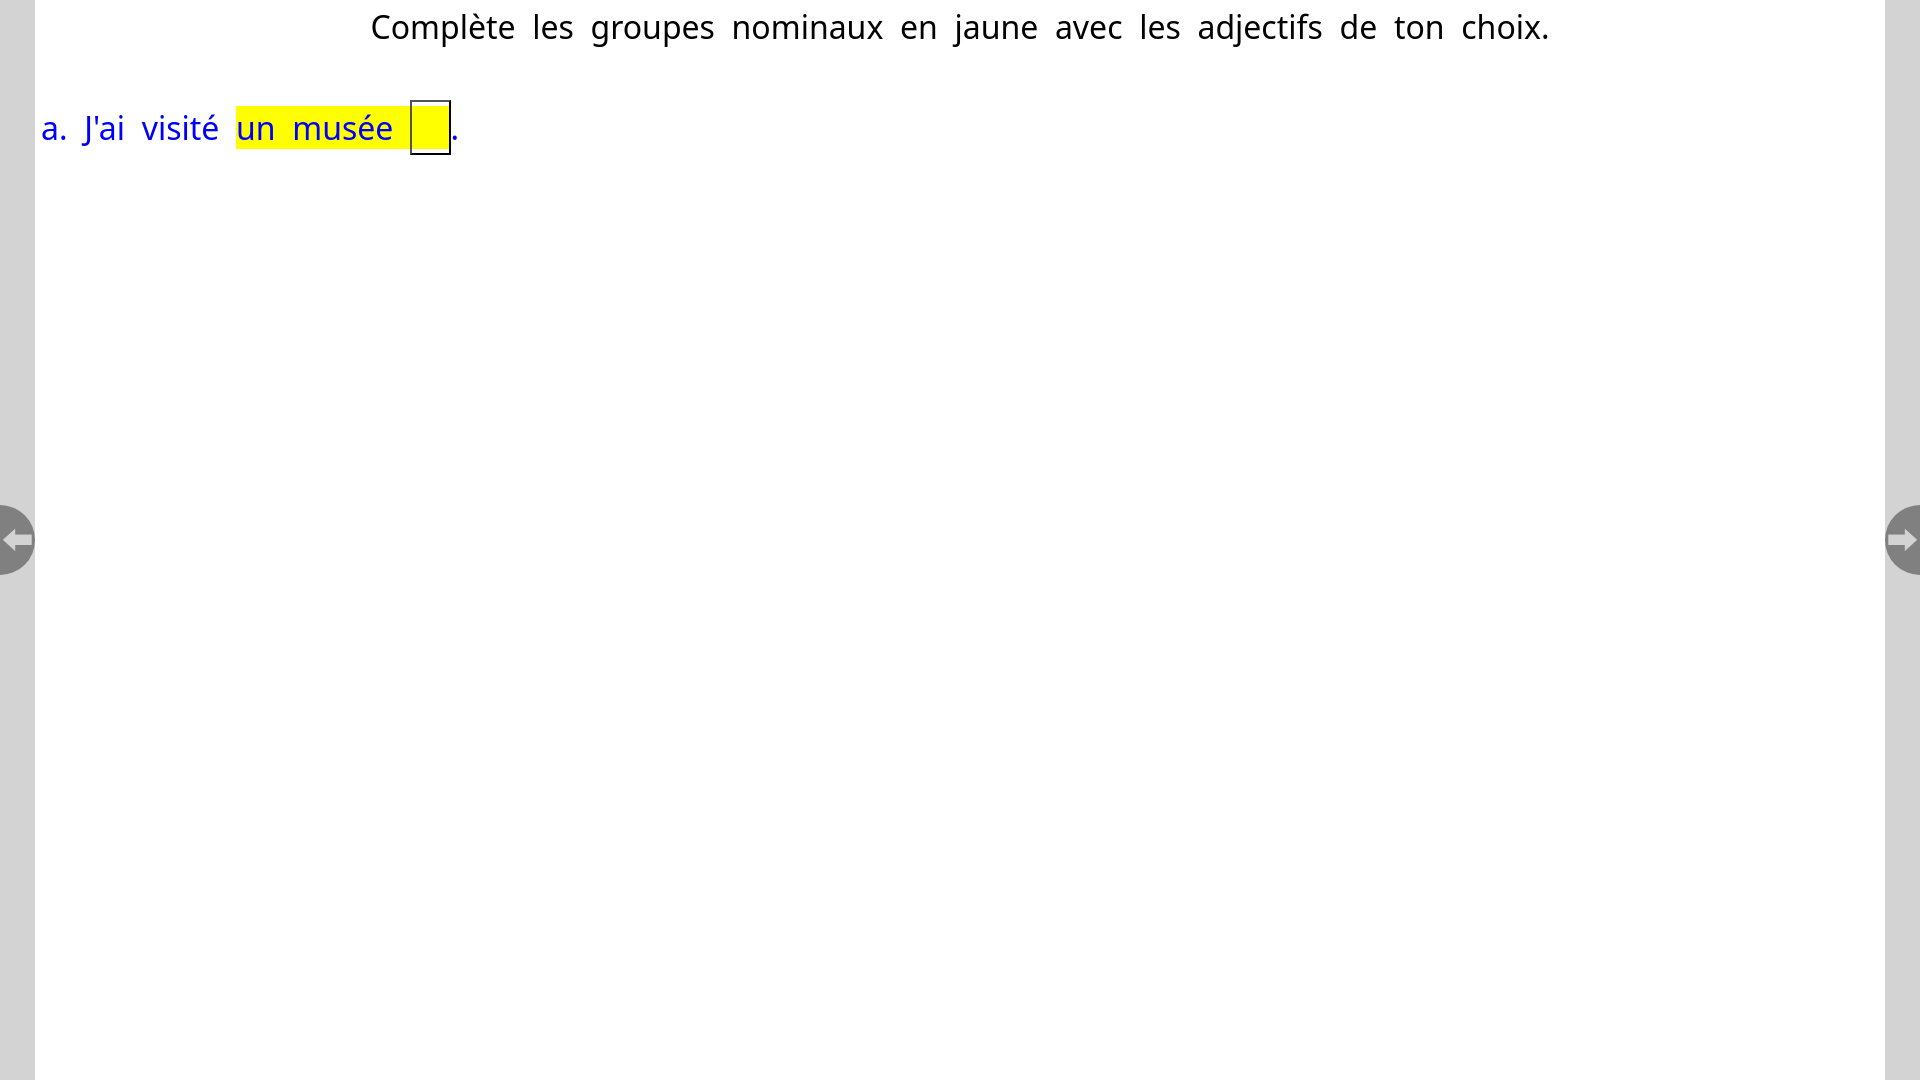 Complète les groupes nominaux en jaune avec les adjectifs de ton choix.
a. J'ai visité un musée .